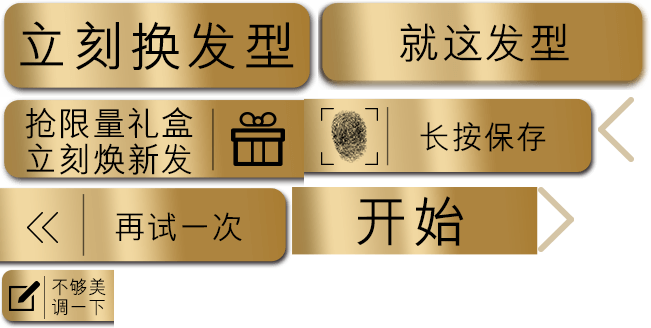 立刻换发型
就这发型
抢限量礼盒
立刻焕新发
长按保存
再试一次
开始
不够美
调一下